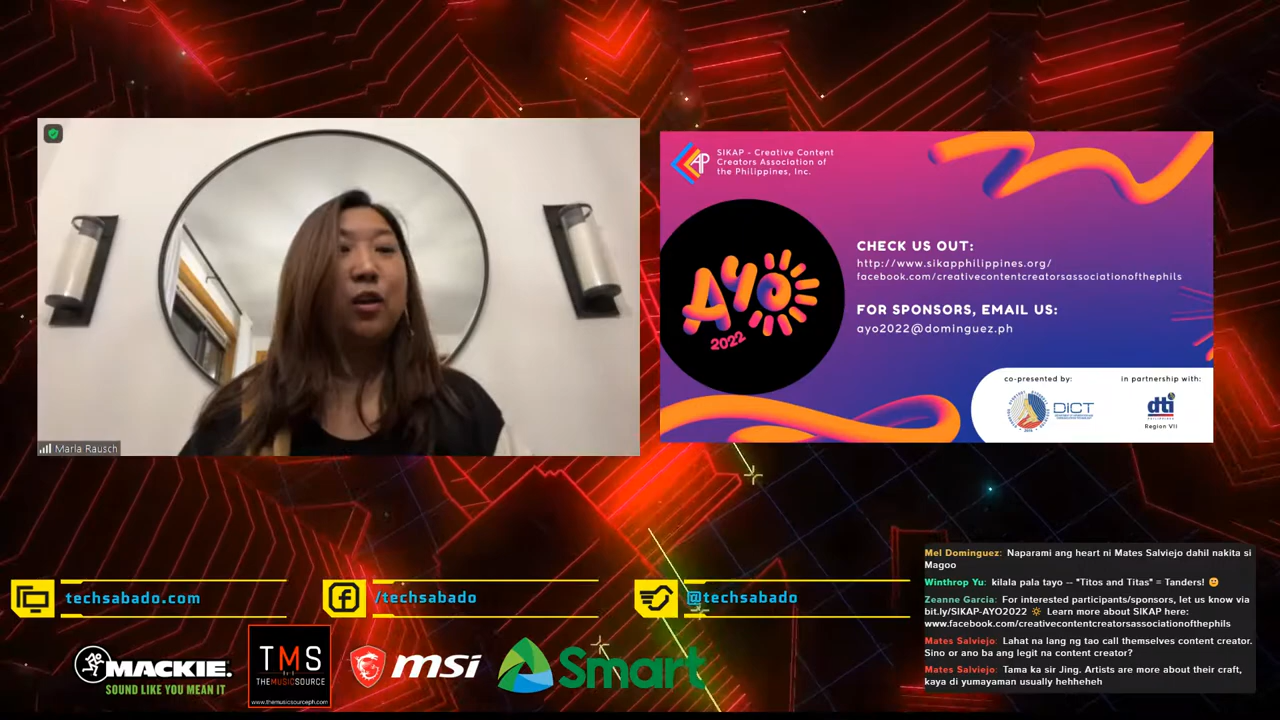 Marla Rausch
SIKAP - Creative Content
Creators Association of
the Philippines, Inc.
AP
AYO
2022
CHECK US OUT:
http://www.sikapphilippines.org/
facebook.com/creativecontentcreatorsassociationofthephils
FOR SPONSORS, EMAIL US:
ayo2022@dominguez.ph
co-presented by:
in partnership with:
DICT
dti
PHILIPPINES
Region VII
Mel Dominguez: Naparami ang heart ni Mates Salviejo dahil nakita si
Magoo
Winthrop Yu: kilala pala tayo -- "Titos and Titas" = Tanders! 🙂
Zeanne Garcia: For interested participants/sponsors, let us know via
bit.ly/SIKAP-AYO2022 🔅 Learn more about SIKAP here:
www.facebook.com/creativecontentcreatorsassociationofthephils
Mates Salviejo: Lahat na lang ng tao call themselves content creator.
Sino or ano ba ang legit na content creator?
Mates Salviejo: Tama ka sir Jing. Artists are more about their craft,
kaya di yumayaman usually hehheheh
techsabado.com
/techsabado
@techsabado
MACKIE.
SOUND LIKE YOU MEAN IT
TMS
THEMUSICSOURCE
www.themusicsourceph.com
msi
Smart